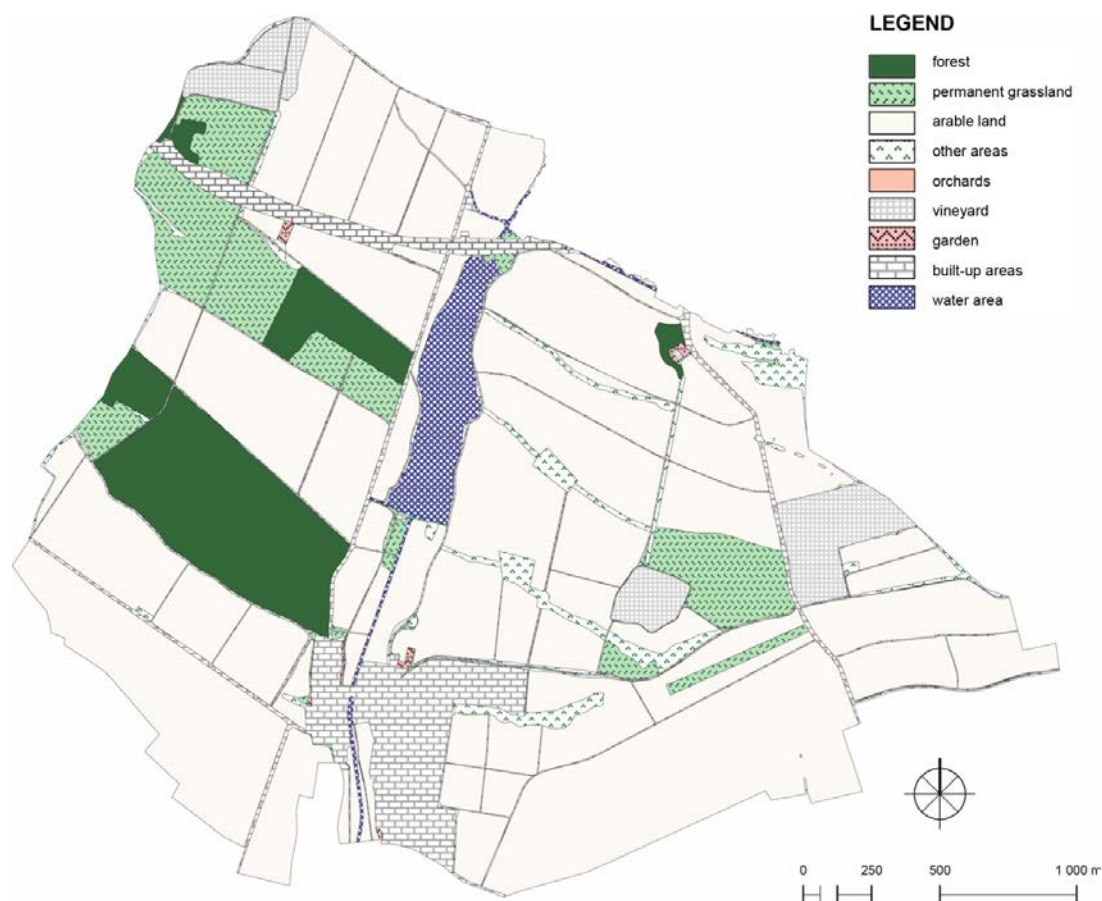 LEGEND
forest
permanent grassland
arable land
other areas
orchards
vineyard
garden
built-up areas
water area
0 250 500 1 000 m